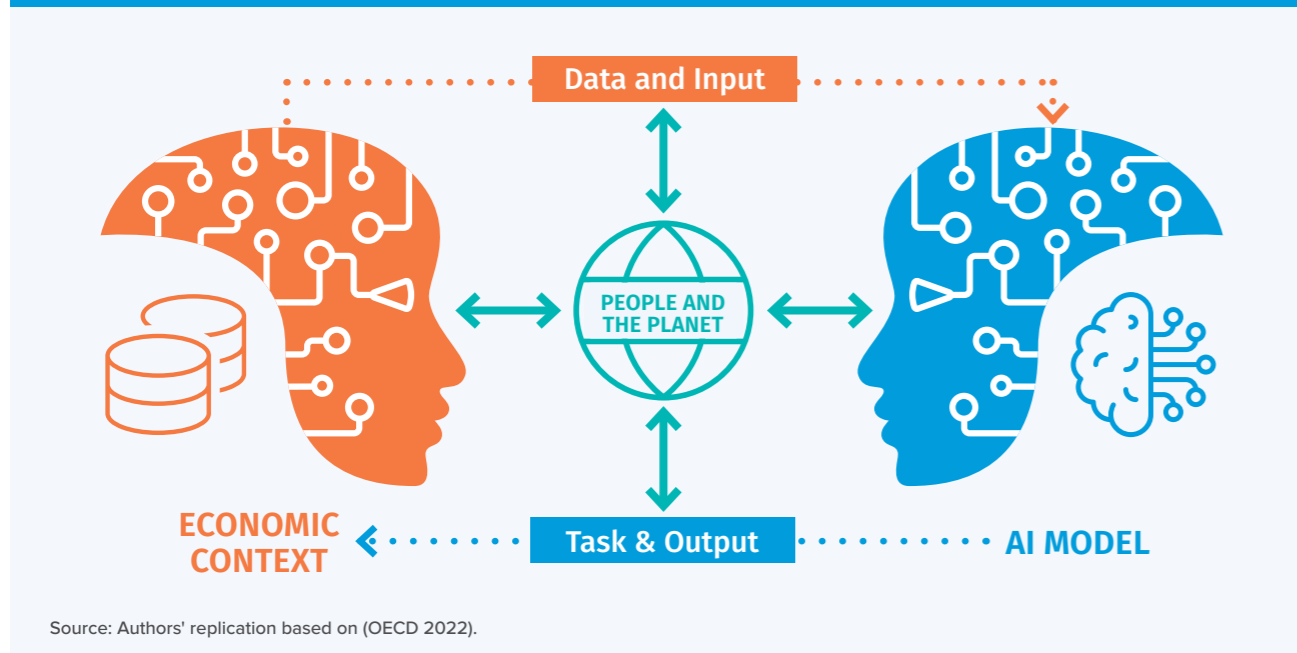 Data and Input
PEOPLE AND
THE PLANET
ECONOMIC
CONTEXT
Task & Output
AI MODEL
Source: Authors' replication based on (OECD 2022).